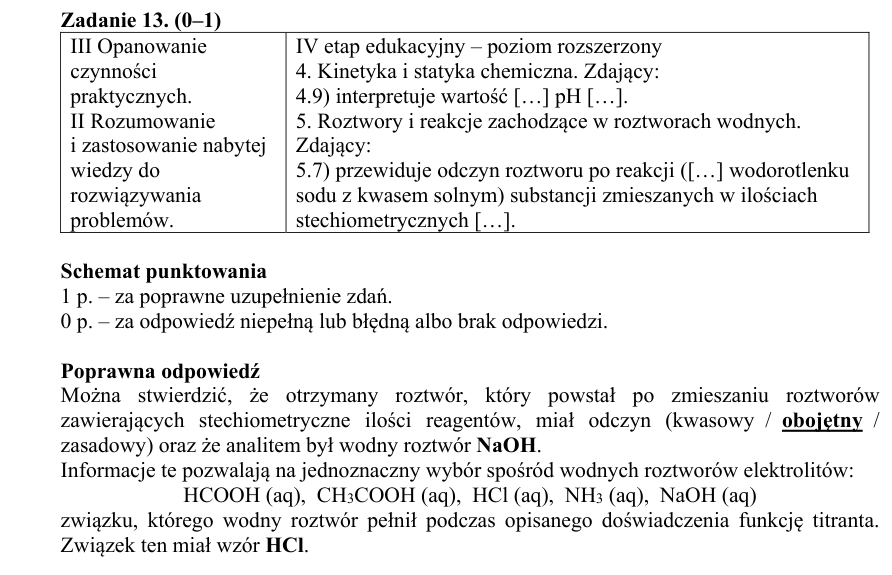 Zadanie 13. (0–1)
III Opanowanie
czynności
praktycznych.
II Rozumowanie
i zastosowanie nabytej
wiedzy do
rozwiązywania
problemów.
IV etap edukacyjny – poziom rozszerzony
4. Kinetyka i statyka chemiczna. Zdający:
4.9) interpretuje wartość […] pH […].
5. Roztwory i reakcje zachodzące w roztworach wodnych.
Zdający:
5.7) przewiduje odczyn roztworu po reakcji ([…] wodorotlenku
sodu z kwasem solnym) substancji zmieszanych w ilościach
stechiometrycznych […].
Schemat punktowania
1 p. – za poprawne uzupełnienie zdań.
0 p. – za odpowiedź niepełną lub błędną albo brak odpowiedzi.
Poprawna odpowiedź
Można stwierdzić, że otrzymany roztwór, który powstał po zmieszaniu roztworów
zawierających stechiometryczne ilości reagentów, miał odczyn (kwasowy / obojętny /
zasadowy) oraz że analitem był wodny roztwór NaOH.
Informacje te pozwalają na jednoznaczny wybór spośród wodnych roztworów elektrolitów:
HCOOH (aq), CH₃COOH (aq), HCl (aq), NH₃ (aq), NaOH (aq)
związku, którego wodny roztwór pełnił podczas opisanego doświadczenia funkcję titranta.
Związek ten miał wzór HCl.